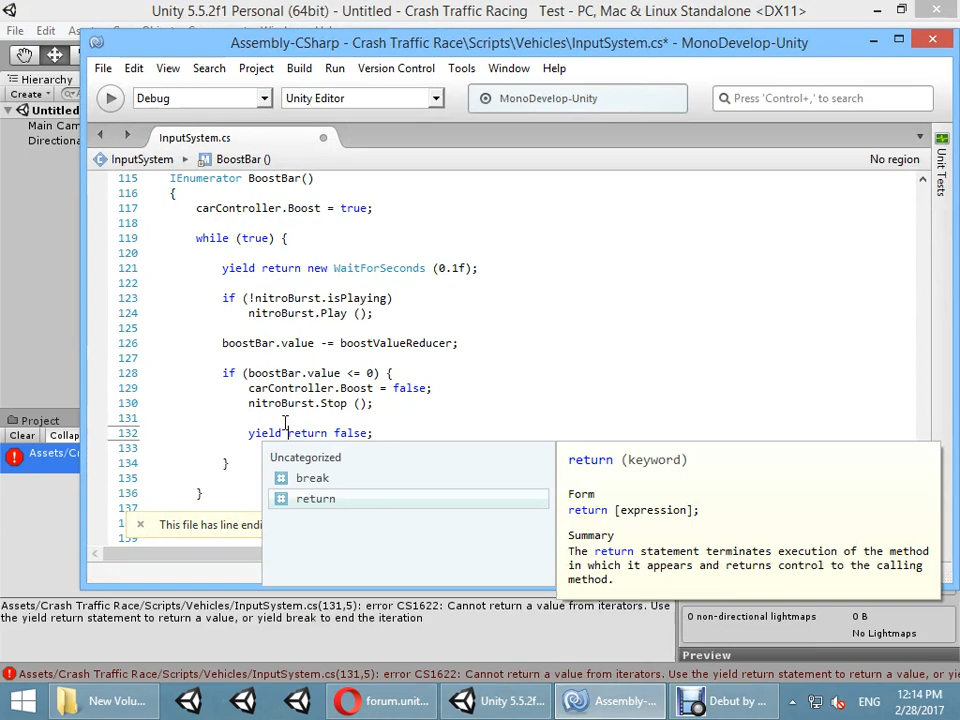 Unity 5.5.2f1 Personal (64bit) - Untitled - Crash Traffic Racing Test - PC, Mac & Linux Standalone <DX11>
File Edit As
Assembly-CSharp - Crash Traffic Race\Scripts\Vehicles\InputSystem.cs* - MonoDevelop-Unity
File Edit View Search Project Build Run Version Control Tools Window Help
Hierarchy
Create
Debug Unity Editor MonoDevelop-Unity Press 'Control+,' to search
Untitled
Main Cam
Directiona
InputSystem.cs
InputSystem BoostBar () No region
Unit Tests
115 IEnumerator BoostBar()
116 {
117 carController.Boost = true;
118
119 while (true) {
120
121 yield return new WaitForSeconds (0.1f);
122
123 if (!nitroBurst.isPlaying)
124 nitroBurst.Play ();
125
126 boostBar.value -= boostValueReducer;
127
128 if (boostBar.value <= 0) {
129 carController.Boost = false;
130 nitroBurst.Stop ();
131
132 yield return false;
133
134 }
135
136 }
137
139
Project
Clear Collap
Assets/Cr
Uncategorized
break
return
return (keyword)
Form
return [expression];
Summary
The return statement terminates execution of the method
in which it appears and returns control to the calling
method.
This file has line endi
Assets/Crash Traffic Race/Scripts/Vehicles/InputSystem.cs(131,5): error CS1622: Cannot return a value from iterators. Use
the yield return statement to return a value, or yield break to end the iteration
0 non-directional lightmaps 0 B
No Lightmaps
Preview
Assets/Crash Traffic Race/Scripts/Vehicles/InputSystem.cs(131,5): error CS1622: Cannot return a value from iterators. Use the yield return statement to return a value, or yie
New Volu... forum.unit... Unity 5.5.2f... Assembly-... Debut by ... ENG
12:14 PM
2/28/2017